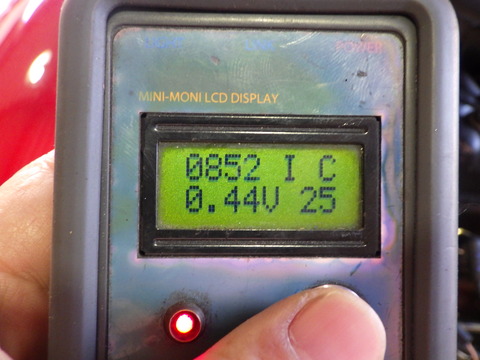 POWER
MINI-MONI LCD DISPLAY
0852 I C
0.44V 25